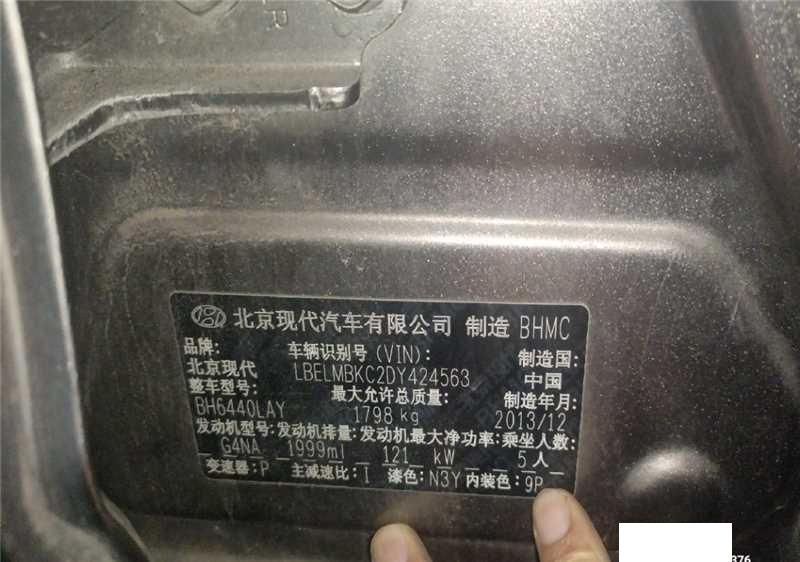 LR
北京现代汽车有限公司 制造 BHMC
品牌: 车辆识别号 (VIN): 制造国:
北京现代 LBELMBKC2DY424563 中国
整车型号: 最大允许总质量: 制造年月:
BH6440LAY 1798 kg 2013/12
发动机型号: 发动机排量: 发动机最大净功率: 乘坐人数:
G4NA 1999ml 121 kW 5人
变速器: P 主减速比: I 漆色: N3Y 内装色: 9P
376